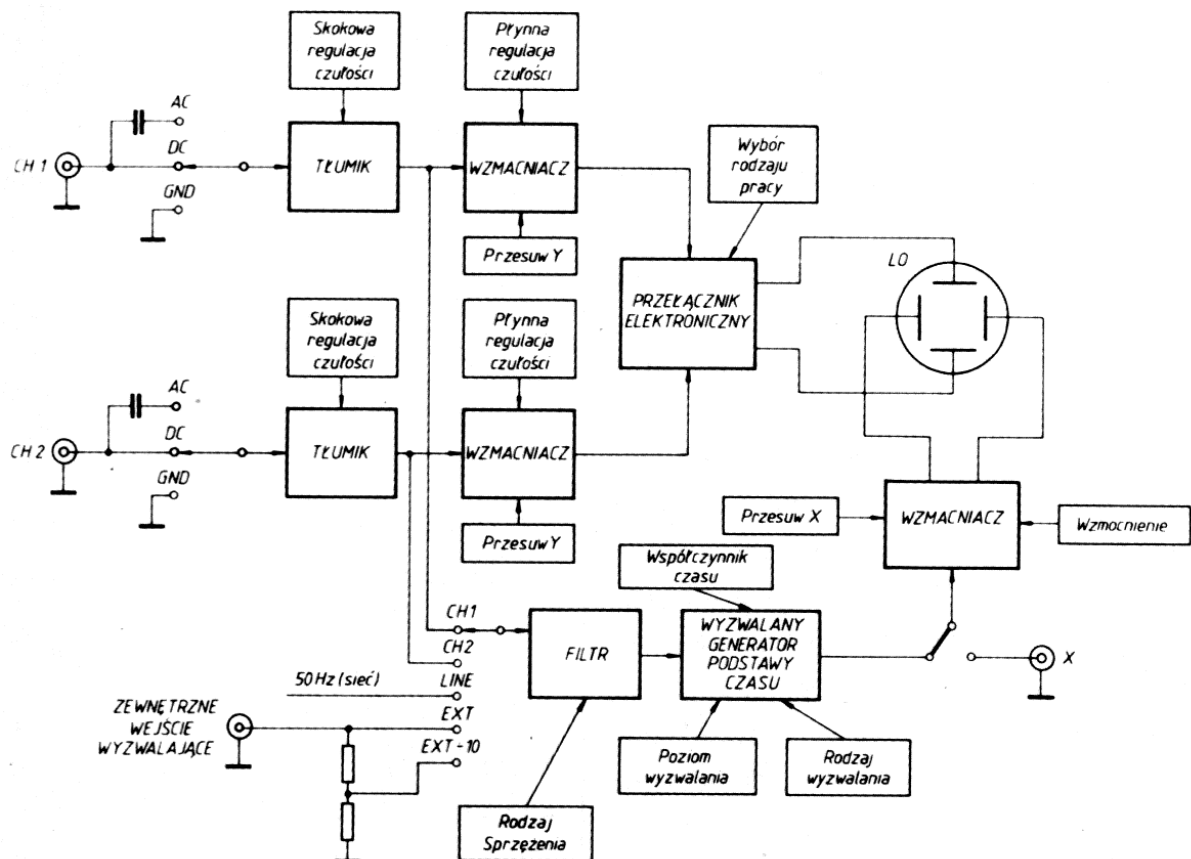 Skokowa
regulacja
czułości
Płynna
regulacja
czułości
AC
CH 1
DC
GND
TŁUMIK
WZMACNIACZ
Przesuw Y
Wybór
rodzaju
pracy
PRZEŁĄCZNIK
ELEKTRONICZNY
LO
Skokowa
regulacja
czułości
Płynna
regulacja
czułości
AC
CH 2
DC
GND
TŁUMIK
WZMACNIACZ
Przesuw Y
Przesuw X
WZMACNIACZ
Wzmocnienie
Współczynnik
czasu
CH1
CH2
LINE
EXT
EXT-10
50 Hz (sieć)
ZEWNĘTRZNE
WEJŚCIE
WYZWALAJĄCE
FILTR
WYZWALANY
GENERATOR
PODSTAWY
CZASU
X
Poziom
wyzwalania
Rodzaj
wyzwalania
Rodzaj
Sprzężenia